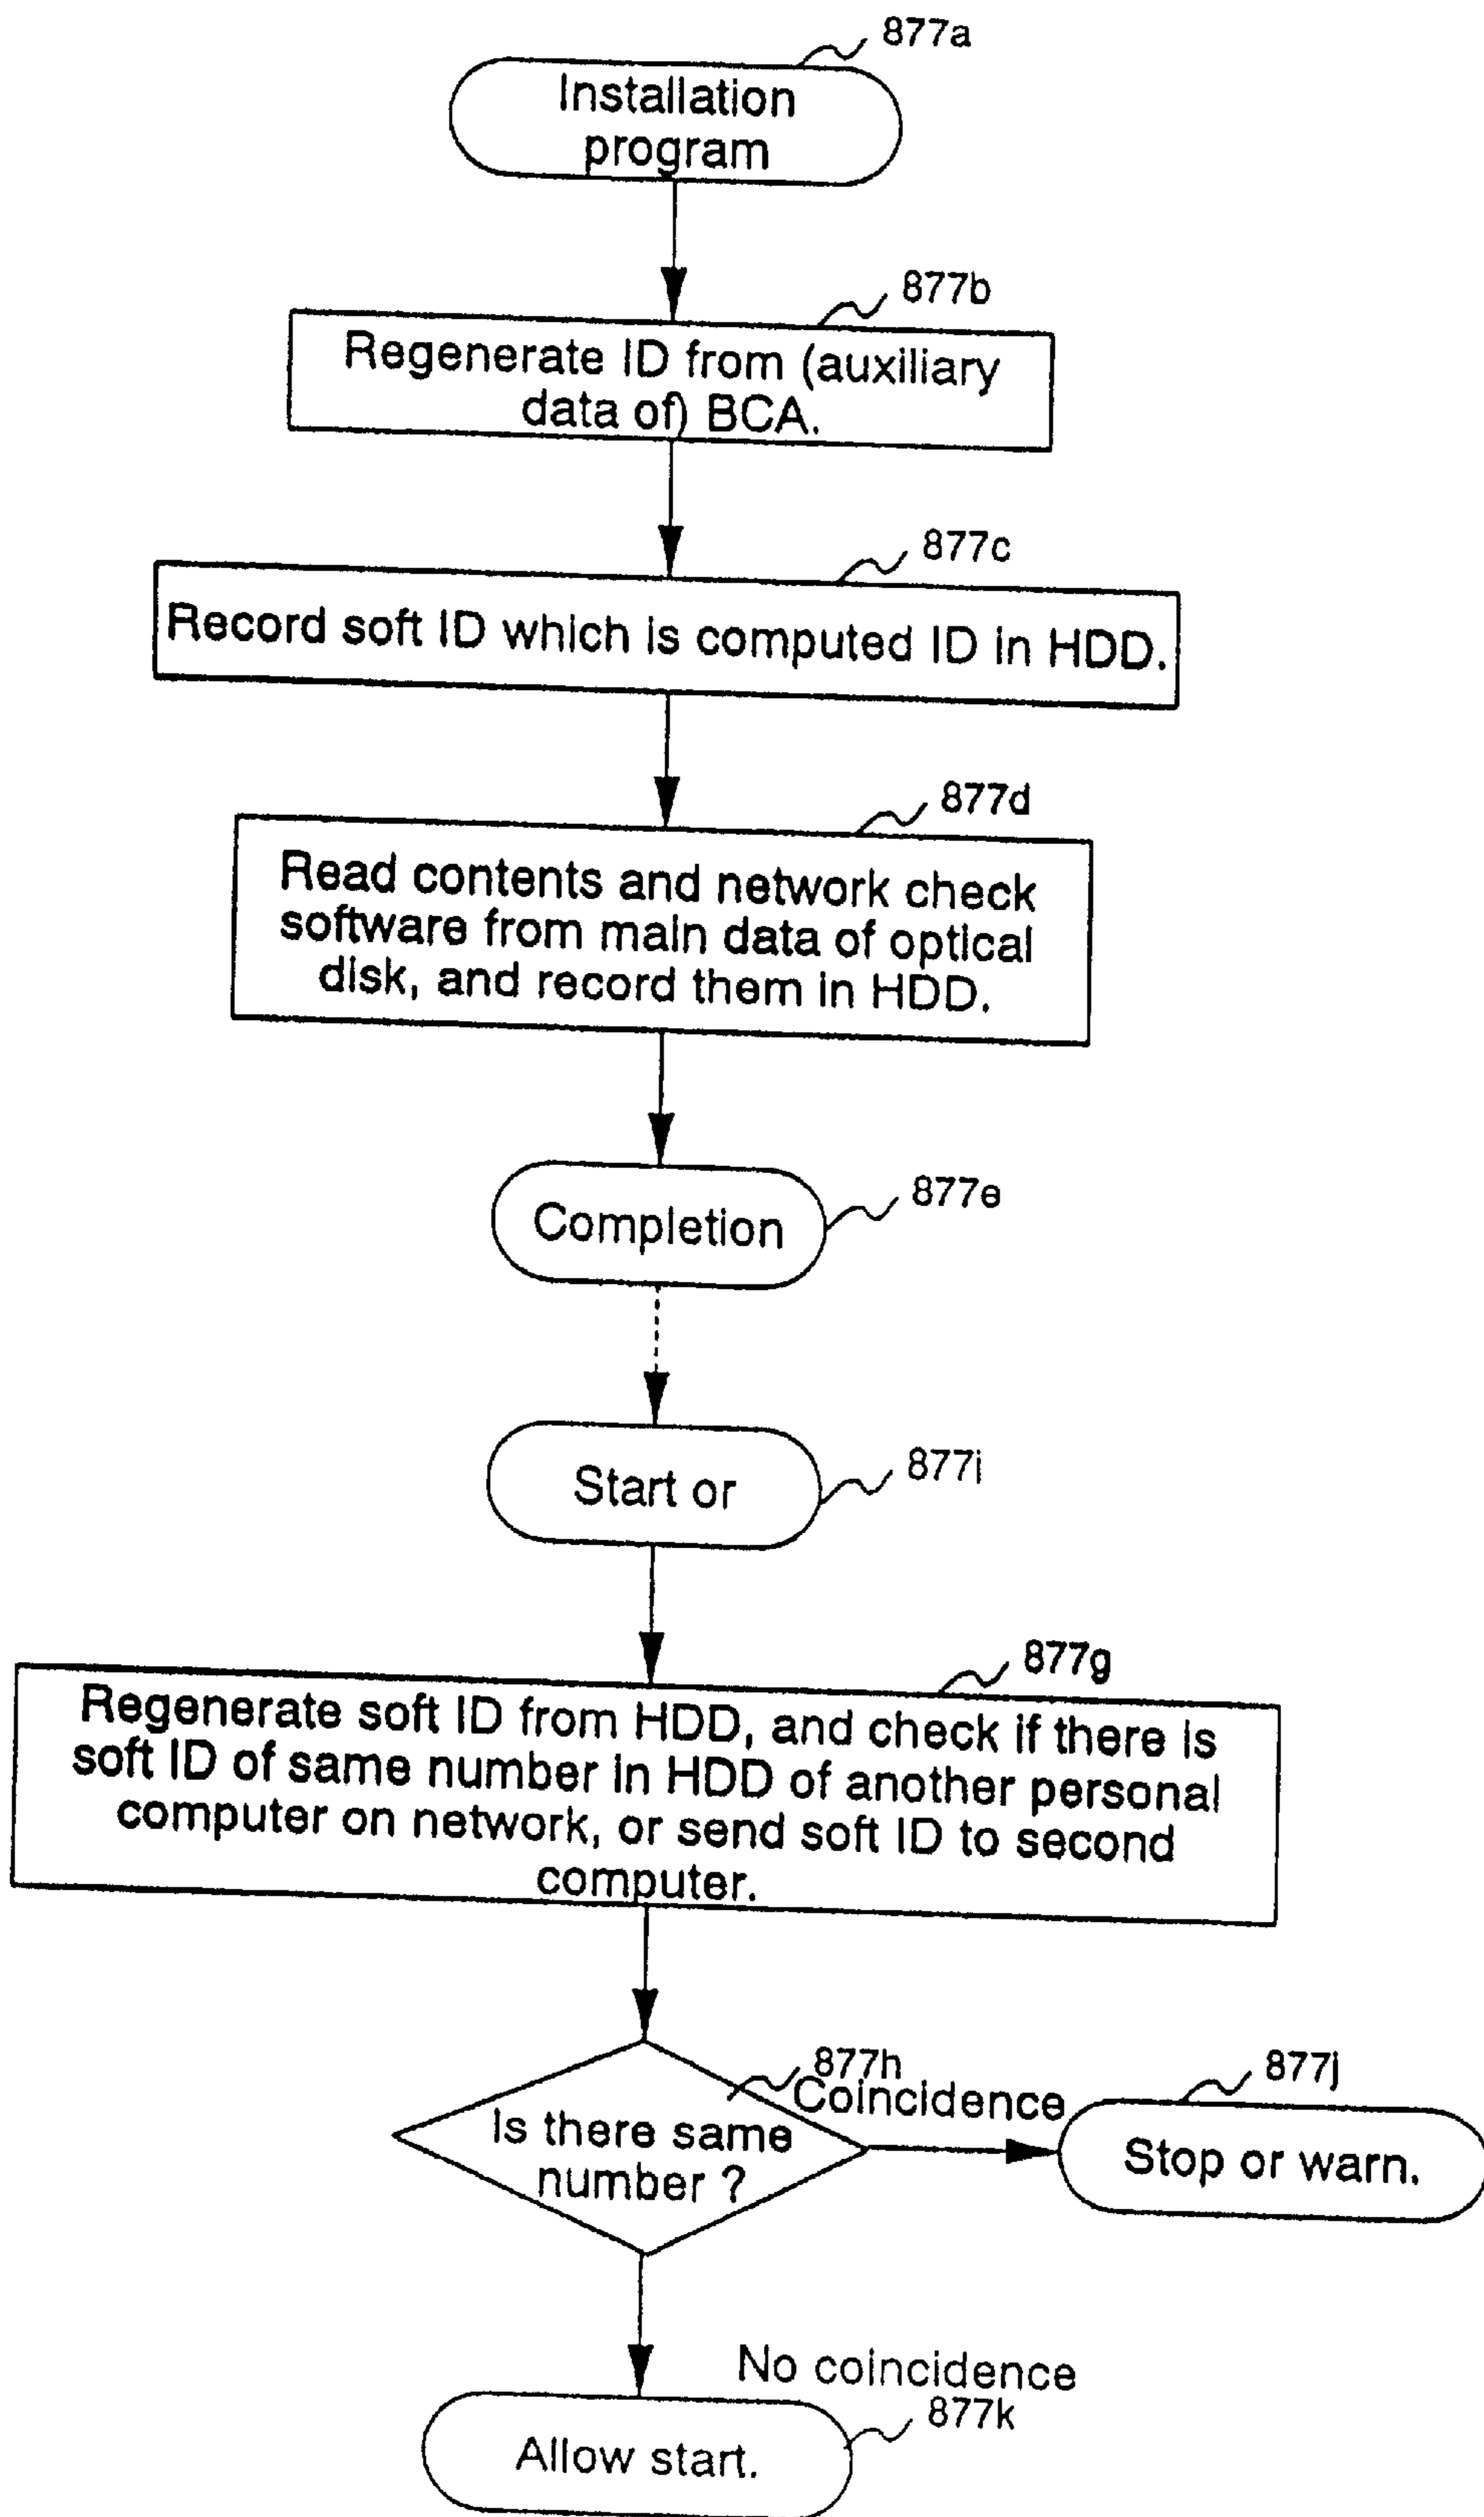 877a
Installation
program
877b
Regenerate ID from (auxiliary
data of) BCA.
877c
Record soft ID which is computed ID in HDD.
877d
Read contents and network check
software from main data of optical
disk, and record them in HDD.
877e
Completion
877i
Start or
877g
Regenerate soft ID from HDD, and check if there is
soft ID of same number in HDD of another personal
computer on network, or send soft ID to second
computer.
877h
Coincidence
877j
Is there same
number ?
Stop or warn.
No coincidence
877k
Allow start.